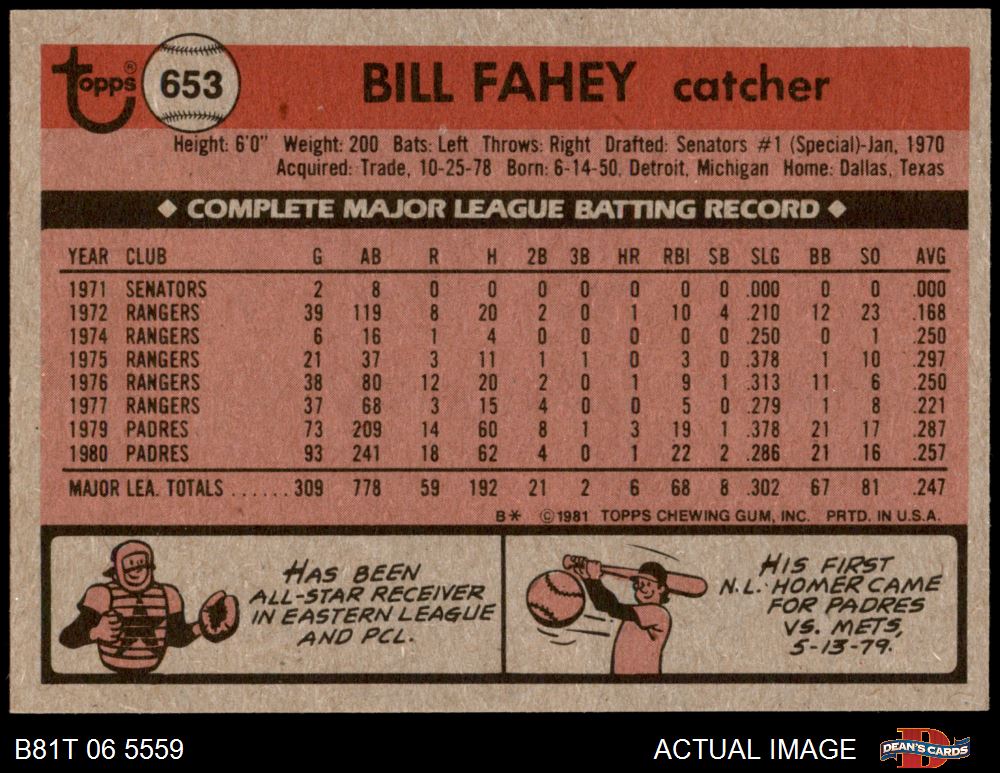 Topps® 653 BILL FAHEY catcher
Height: 6'0" Weight: 200 Bats: Left Throws: Right Drafted: Senators #1 (Special)-Jan, 1970
Acquired: Trade, 10-25-78 Born: 6-14-50, Detroit, Michigan Home: Dallas, Texas
◆ COMPLETE MAJOR LEAGUE BATTING RECORD ◆
YEAR CLUB G AB R H 2B 3B HR RBI SB SLG BB SO AVG
1971 SENATORS 2 8 0 0 0 0 0 0 0 .000 0 0 .000
1972 RANGERS 39 119 8 20 2 0 1 10 4 .210 12 23 .168
1974 RANGERS 6 16 1 4 0 0 0 0 0 .250 0 1 .250
1975 RANGERS 21 37 3 11 1 1 0 3 0 .378 1 10 .297
1976 RANGERS 38 80 12 20 2 0 1 9 1 .313 11 6 .250
1977 RANGERS 37 68 3 15 4 0 0 5 0 .279 1 8 .221
1979 PADRES 73 209 14 60 8 1 3 19 1 .378 21 17 .287
1980 PADRES 93 241 18 62 4 0 1 22 2 .286 21 16 .257
MAJOR LEA. TOTALS ......309 778 59 192 21 2 6 68 8 .302 67 81 .247
B* ©1981 TOPPS CHEWING GUM, INC. PRTD. IN U.S.A.
HAS BEEN
ALL-STAR RECEIVER
IN EASTERN LEAGUE
AND PCL.
HIS FIRST
N.L. HOMER CAME
FOR PADRES
VS. METS,
5-13-79.
B81T 06 5559 ACTUAL IMAGE DEAN'S CARDS